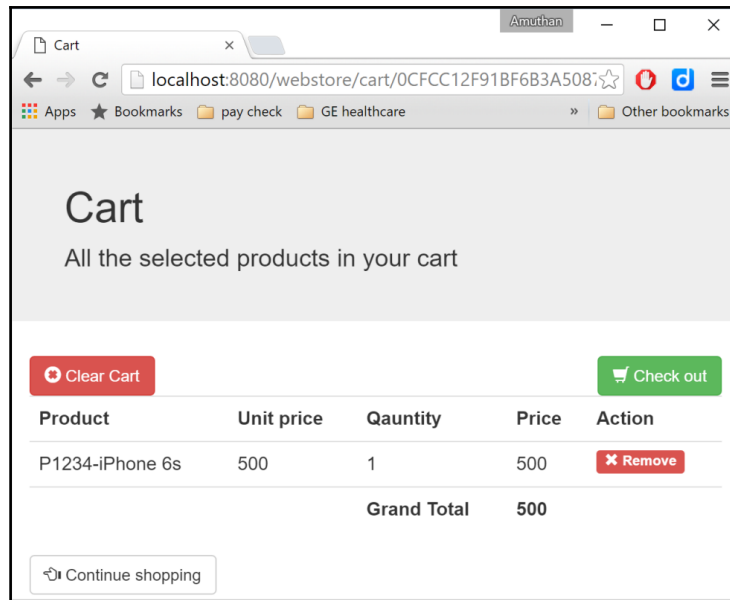 Amuthan
Cart
localhost:8080/webstore/cart/0CFCC12F91BF6B3A508
Apps Bookmarks pay check GE healthcare » Other bookmarks
Cart
All the selected products in your cart
Clear Cart Check out
Product Unit price Qauntity Price Action
P1234-iPhone 6s 500 1 500 Remove
Grand Total 500
Continue shopping